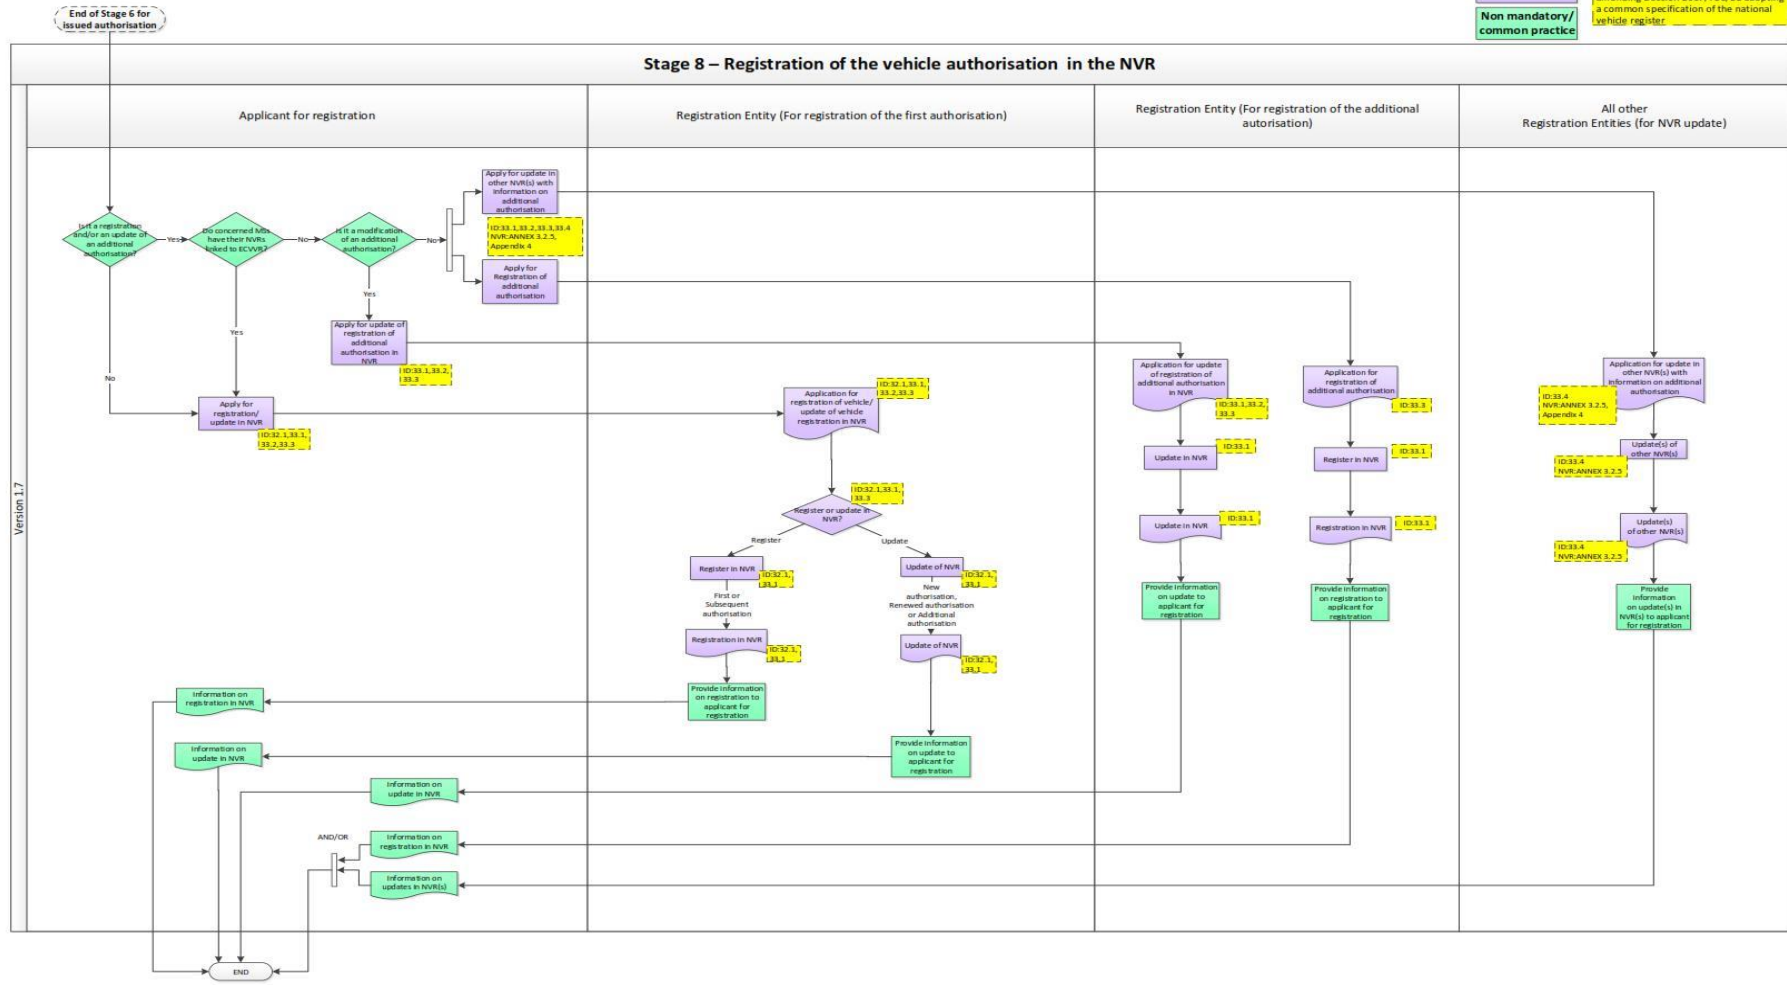 End of Stage 6 for
issued authorisation
Non mandatory/
common practice
a common specification of the national
vehicle register
Stage 8 – Registration of the vehicle authorisation in the NVR
Version 1.7
Applicant for registration
Registration Entity (For registration of the first authorisation)
Registration Entity (For registration of the additional
autorisation)
All other
Registration Entities (for NVR update)
Is it a registration
and/or an update of
an additional
authorisation?
Yes
Do concerned MSs
have their NVRs
linked to ECVVR?
No
Is it a modification
of an additional
authorisation?
No
Apply for update in
other NVR(s) with
information on
additional
authorisation
ID:33.1,33.2,33.3,33.4
NVR:ANNEX 3.2.5,
Appendix 4
Apply for
Registration of
additional
authorisation
Yes
Apply for update of
registration of
additional
authorisation in
NVR
ID:33.1,33.2,
33.3
Yes
No
Apply for
registration/
update in NVR
ID:32.1,33.1,
33.2,33.3
Application for
registration of vehicle/
update of vehicle
registration in NVR
ID:32.1,33.1,
33.2,33.3
Register or update in
NVR?
ID:32.1,33.1,
33.3
Register
Update
Register in NVR
ID:32.1,
33.1
First or
Subsequent
authorisation
Registration in NVR
ID:32.1,
33.1
Provide information
on registration to
applicant for
registration
Update of NVR
ID:32.1,
33.1
New
authorisation,
Renewed authorisation
or Additional
authorisation
Update of NVR
ID:32.1,
33.1
Provide information
on update to
applicant for
registration
Application for update
of registration of
additional authorisation
in NVR
ID:33.1,33.2,
33.3
Update in NVR
ID:33.1
Update in NVR
ID:33.1
Provide information
on update to
applicant for
registration
Application for
registration of
additional authorisation
ID:33.3
Register in NVR
ID:33.1
Registration in NVR
ID:33.1
Provide information
on registration to
applicant for
registration
Application for update in
other NVR(s) with
information on additional
authorisation
ID:33.4
NVR:ANNEX 3.2.5,
Appendix 4
Update(s) of
other NVR(s)
ID:33.4
NVR:ANNEX 3.2.5
Update(s)
of other NVR(s)
ID:33.4
NVR:ANNEX 3.2.5
Provide
information
on update(s) in
NVR(s) to applicant
for registration
Information on
registration in NVR
Information on
update in NVR
Information on
update in NVR
AND/OR
Information on
registration in NVR
Information on
updates in NVR(s)
END